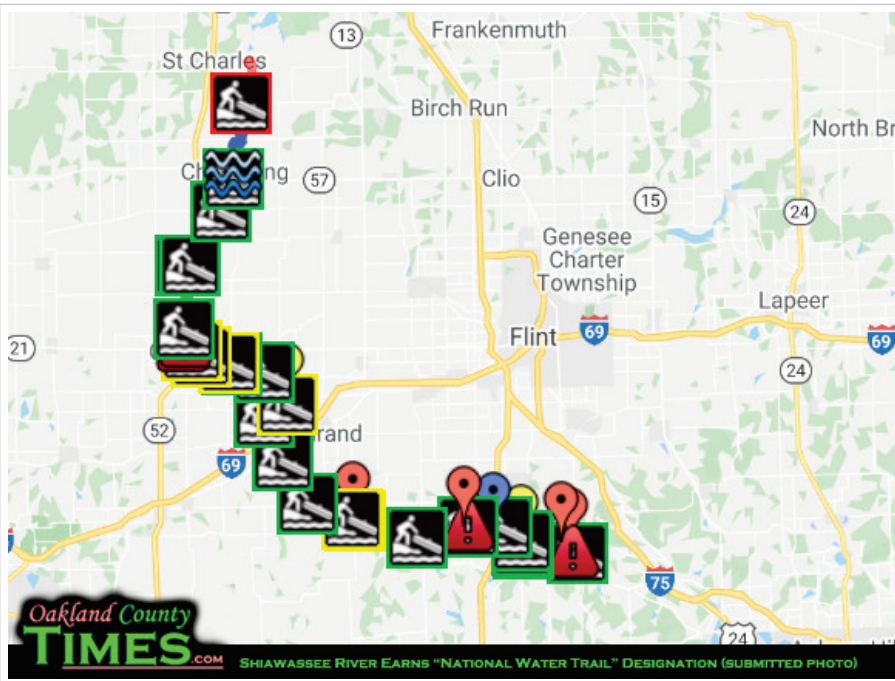 13
Frankenmuth
St Charles
Birch Run
North Br
Ch ng
57
Clio
15
24
Genesee
Charter
Township
Lapeer
21
Flint
69
69
24
52
rand
69
75
24
Oakland County
TIMES.COM
SHIAWASSEE RIVER EARNS “NATIONAL WATER TRAIL” DESIGNATION (SUBMITTED PHOTO)